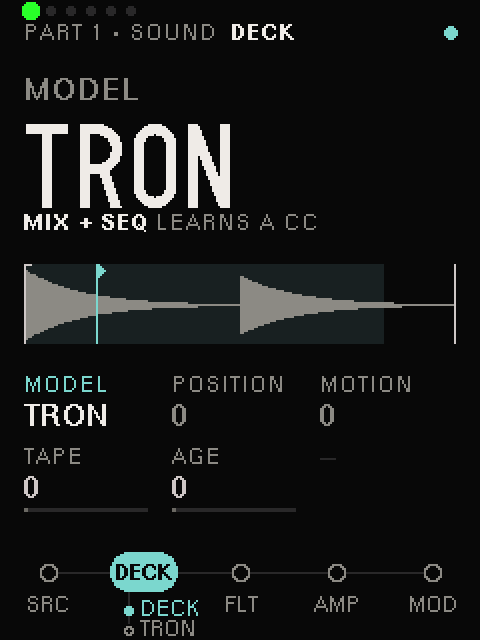 PART 1 · SOUND DECK
MODEL
TRON
MIX + SEQ LEARNS A CC
MODEL POSITION MOTION
TRON 0 0
TAPE AGE —
0 0
SRC DECK FLT AMP MOD
DECK
TRON